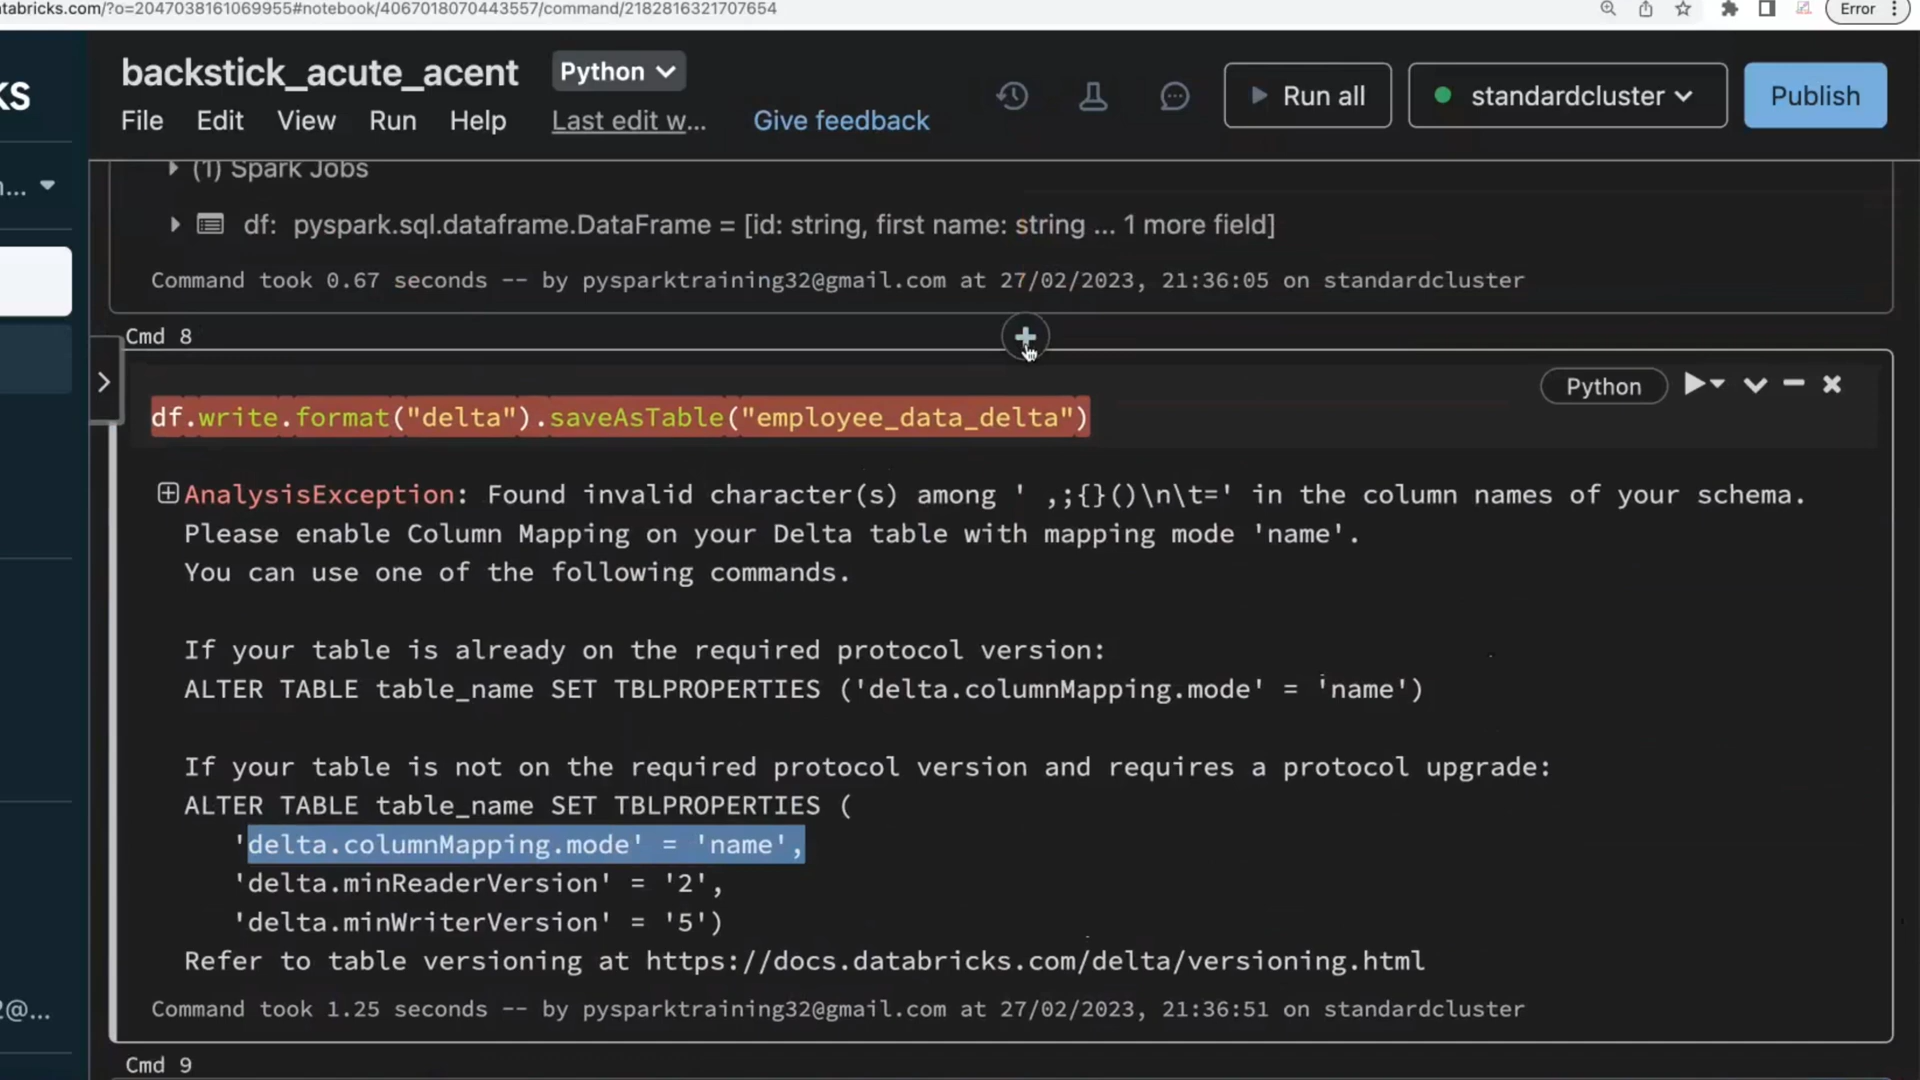 atabricks.com/?o=2047038161069955#notebook/4067018070443557/command/2182816321707654
Error
KS
backstick_acute_acent
Python
File Edit View Run Help Last edit w... Give feedback
Run all
standardcluster
Publish
(1) Spark Jobs
df: pyspark.sql.dataframe.DataFrame = [id: string, first name: string ... 1 more field]
Command took 0.67 seconds -- by pysparktraining32@gmail.com at 27/02/2023, 21:36:05 on standardcluster
Cmd 8
Python
df.write.format("delta").saveAsTable("employee_data_delta")
AnalysisException: Found invalid character(s) among ' ,;{}()\n\t=' in the column names of your schema.
Please enable Column Mapping on your Delta table with mapping mode 'name'.
You can use one of the following commands.
If your table is already on the required protocol version:
ALTER TABLE table_name SET TBLPROPERTIES ('delta.columnMapping.mode' = 'name')
If your table is not on the required protocol version and requires a protocol upgrade:
ALTER TABLE table_name SET TBLPROPERTIES (
'delta.columnMapping.mode' = 'name',
'delta.minReaderVersion' = '2',
'delta.minWriterVersion' = '5')
Refer to table versioning at https://docs.databricks.com/delta/versioning.html
Command took 1.25 seconds -- by pysparktraining32@gmail.com at 27/02/2023, 21:36:51 on standardcluster
Cmd 9